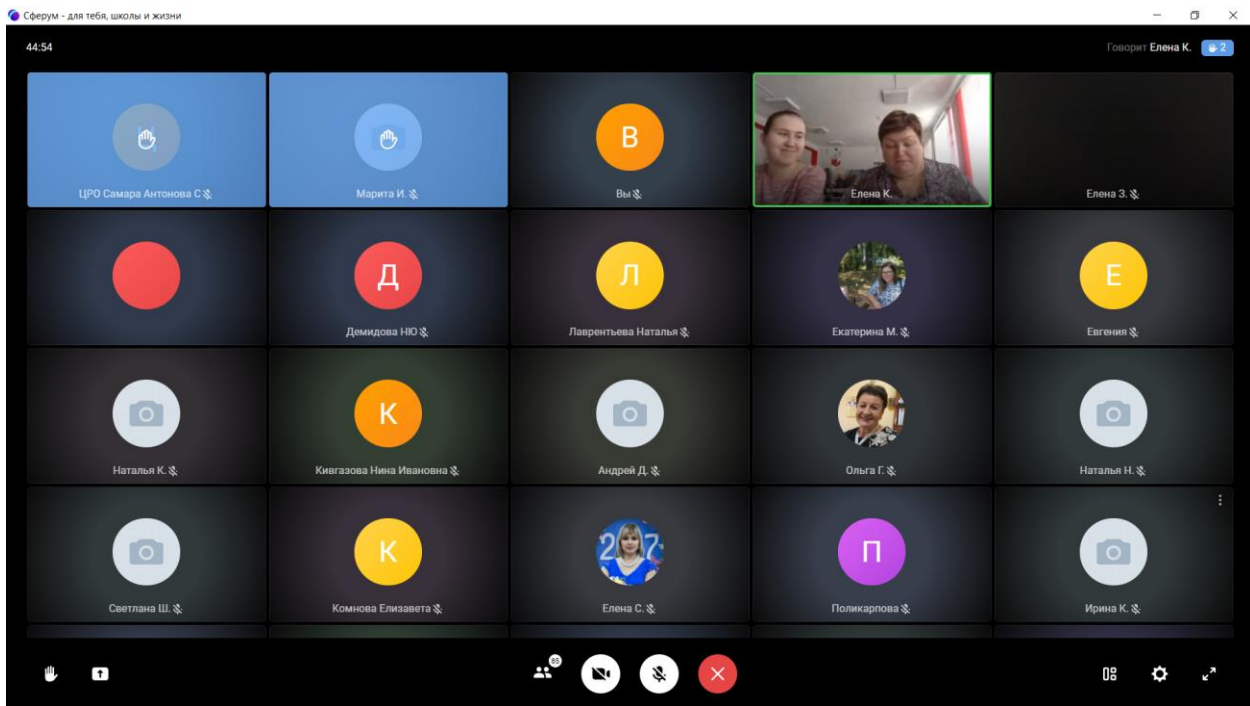 Сферум - для тебя, школы и жизни
44:54
Говорит Елена К.
2
ЦРО Самара Антонова С
Марита И.
В
Вы
Елена К.
Елена З.
Д
Демидова НЮ
Л
Лаврентьева Наталья
Екатерина М.
Е
Евгения
Наталья К.
К
Кивгазова Нина Ивановна
Андрей Д.
Ольга Г.
Наталья Н.
Светлана Ш.
К
Комнова Елизавета
Елена С.
П
Поликарпова
Ирина К.
85